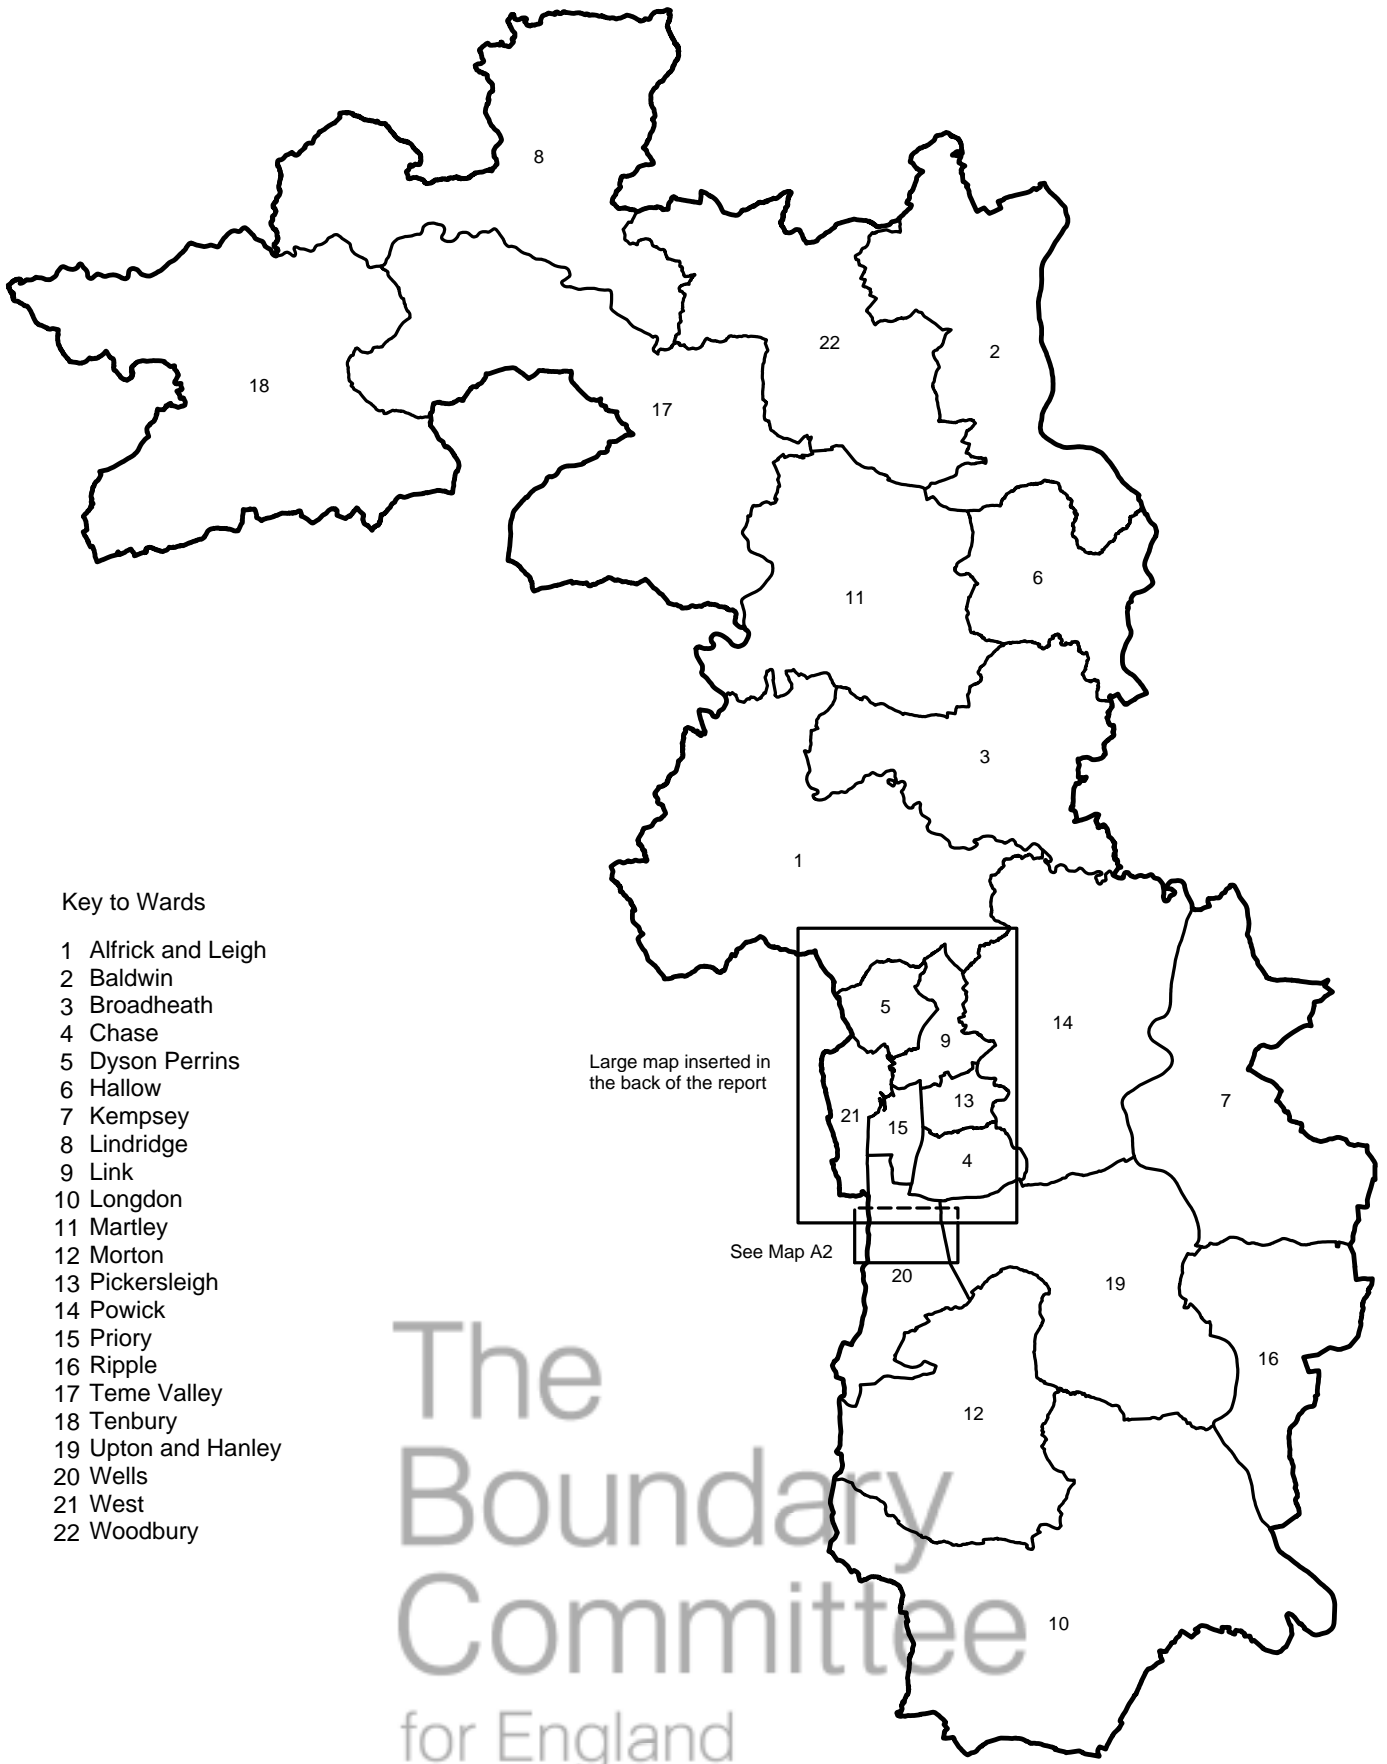 8
22
2
18
17
6
11
3
1
Key to Wards
1 Alfrick and Leigh
2 Baldwin
3 Broadheath
4 Chase
5 Dyson Perrins
6 Hallow
7 Kempsey
8 Lindridge
9 Link
10 Longdon
11 Martley
12 Morton
13 Pickersleigh
14 Powick
15 Priory
16 Ripple
17 Teme Valley
18 Tenbury
19 Upton and Hanley
20 Wells
21 West
22 Woodbury
Large map inserted in
the back of the report
5
14
9
13
7
21
15
4
See Map A2
20
19
16
12
10
The
Boundary
Committee
for England